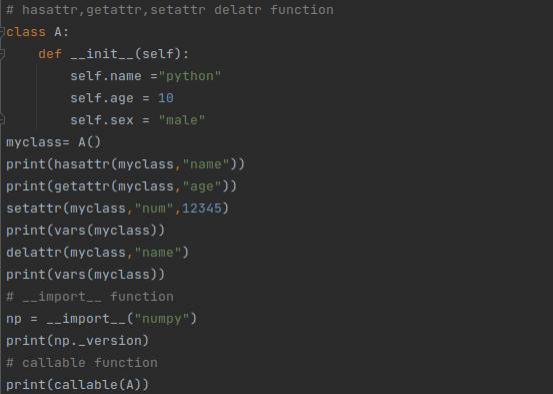 # hasattr,getattr,setattr delatr function
class A:
    def __init__(self):
        self.name ="python"
        self.age = 10
        self.sex = "male"
myclass= A()
print(hasattr(myclass,"name"))
print(getattr(myclass,"age"))
setattr(myclass,"num",12345)
print(vars(myclass))
delattr(myclass,"name")
print(vars(myclass))
# __import__ function
np = __import__("numpy")
print(np._version)
# callable function
print(callable(A))